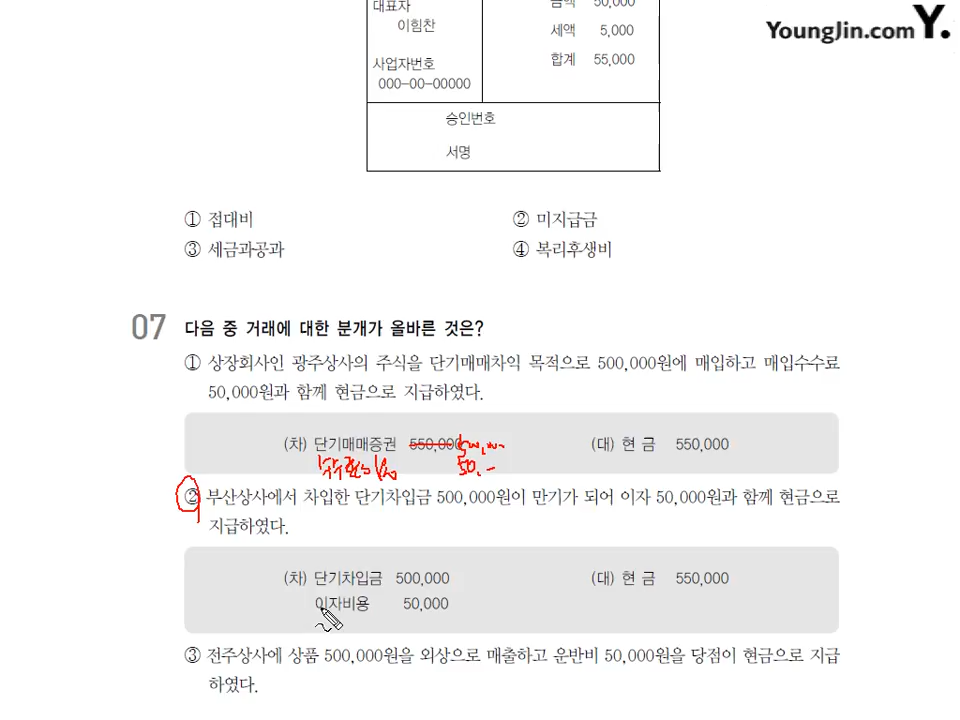 대표자 금액 50,000
이힘찬 세액 5,000
YoungJin.com Y.
사업자번호 합계 55,000
000-00-00000
승인번호
서명
① 접대비 ② 미지급금
③ 세금과공과 ④ 복리후생비
07 다음 중 거래에 대한 분개가 올바른 것은?
① 상장회사인 광주상사의 주식을 단기매매차익 목적으로 500,000원에 매입하고 매입수수료
50,000원과 함께 현금으로 지급하였다.
(차) 단기매매증권 550,000 (대) 현 금 550,000
50,-
② 부산상사에서 차입한 단기차입금 500,000원이 만기가 되어 이자 50,000원과 함께 현금으로
지급하였다.
(차) 단기차입금 500,000 (대) 현 금 550,000
이자비용 50,000
③ 전주상사에 상품 500,000원을 외상으로 매출하고 운반비 50,000원을 당점이 현금으로 지급
하였다.